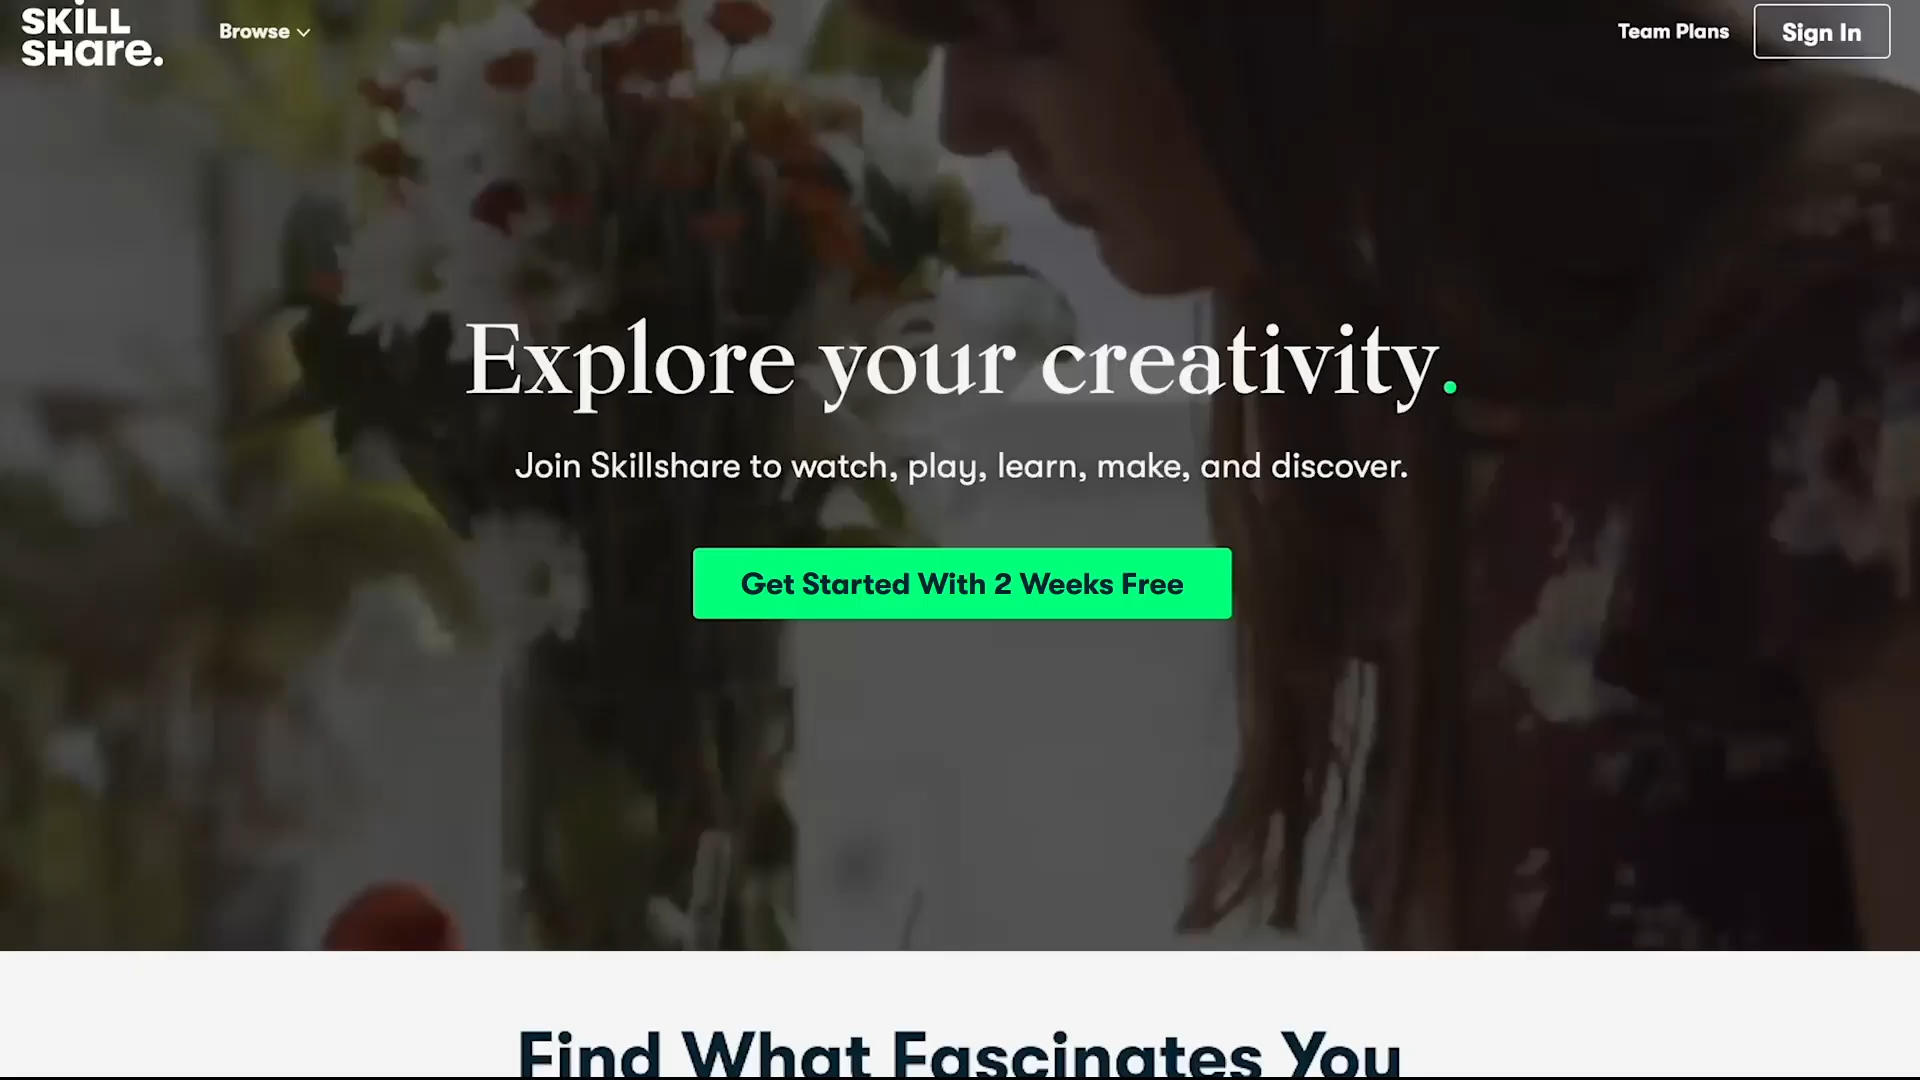 SKiLL
SHare.
Browse
Team Plans
Sign In
Explore your creativity.
Join Skillshare to watch, play, learn, make, and discover.
Get Started With 2 Weeks Free
Find What Fascinates You